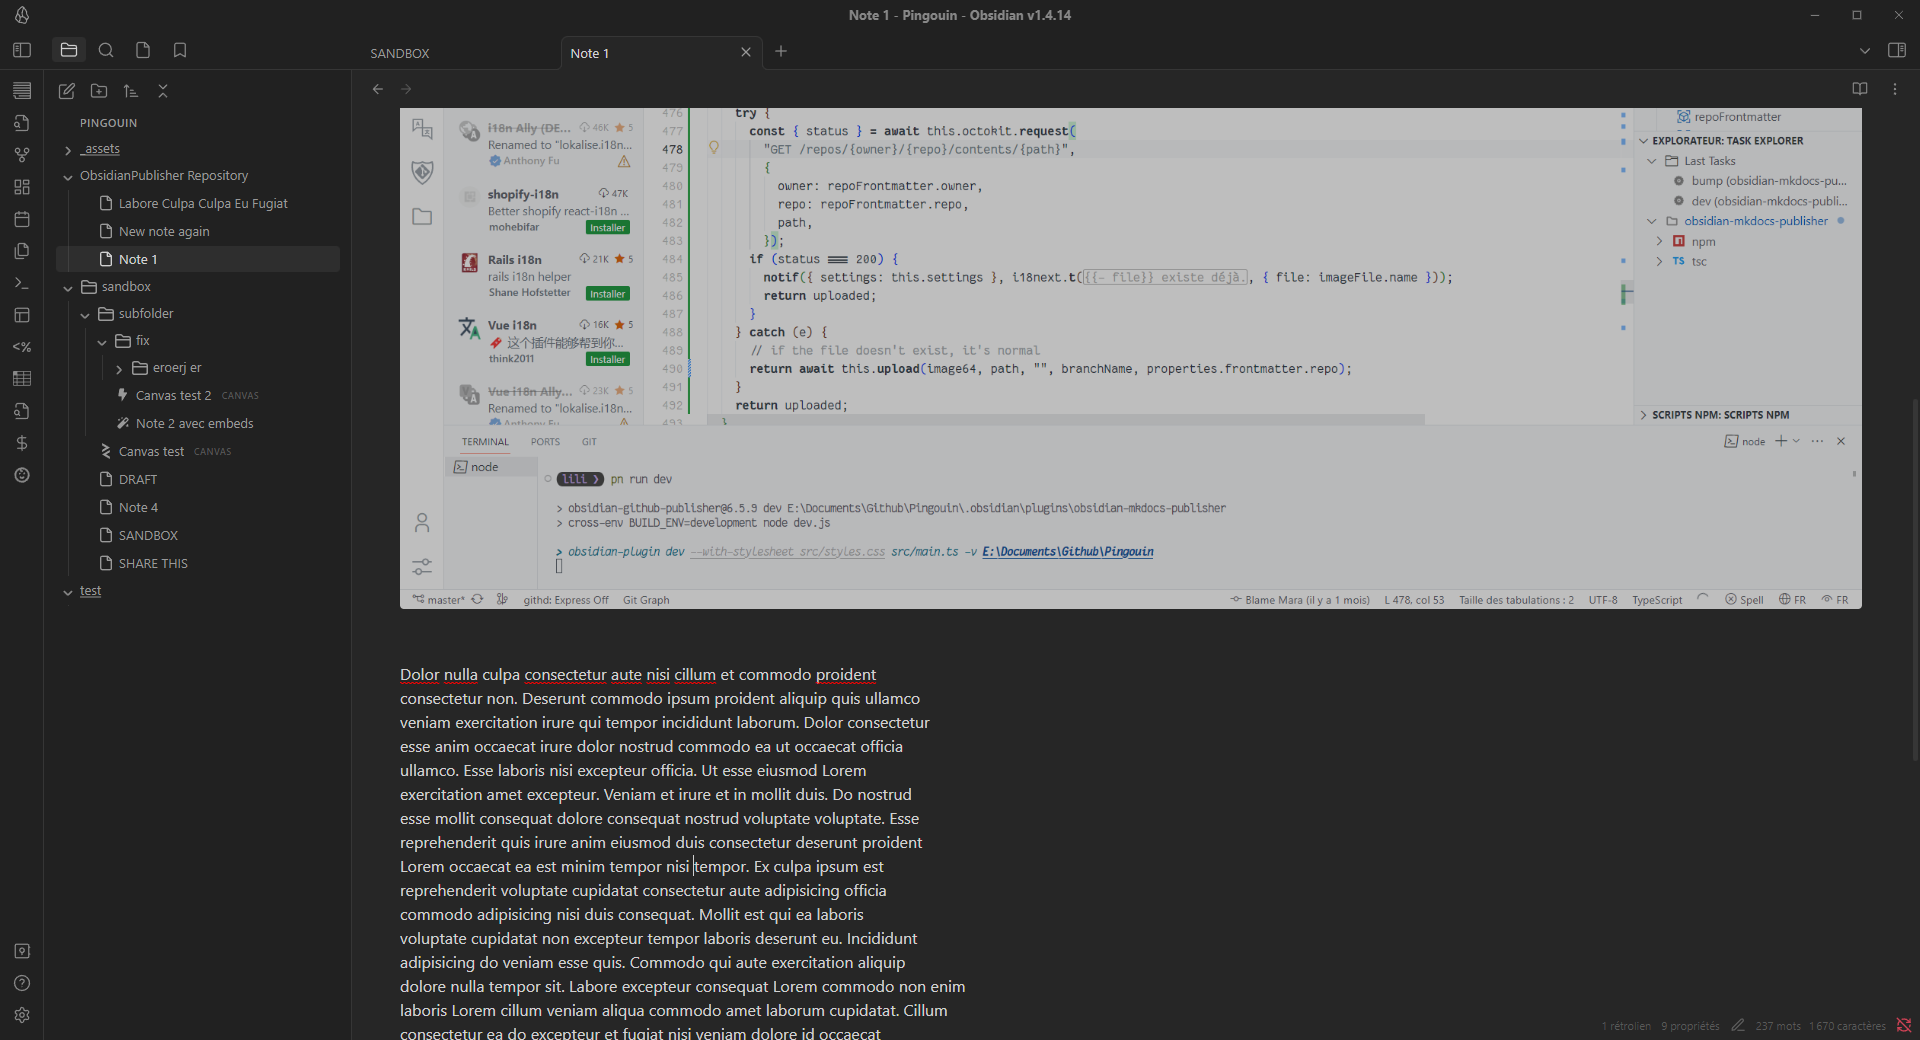 Note 1 - Pingouin - Obsidian v1.4.14
SANDBOX
Note 1
PINGOUIN
_assets
ObsidianPublisher Repository
Labore Culpa Culpa Eu Fugiat
New note again
Note 1
sandbox
subfolder
fix
eroerj er
Canvas test 2 CANVAS
Note 2 avec embeds
Canvas test CANVAS
DRAFT
Note 4
SANDBOX
SHARE THIS
test
i18n Ally (DE... 46K 5
Renamed to "lokalise.i18n...
Anthony Fu
shopify-i18n 47K
Better shopify react-i18n ...
mohebifar Installer
Rails i18n 21K 5
rails i18n helper
Shane Hofstetter Installer
Vue i18n 16K 5
这个插件能够帮到你...
think2011 Installer
Vue i18n Ally... 23K 5
Renamed to "lokalise.i18n...
Anthony Fu
476 try {
477 const { status } = await this.octokit.request(
478 "GET /repos/{owner}/{repo}/contents/{path}",
479 {
480 owner: repoFrontmatter.owner,
481 repo: repoFrontmatter.repo,
482 path,
483 });
484 if (status === 200) {
485 notif({ settings: this.settings }, i18next.t({{- file}} existe déjà., { file: imageFile.name }));
486 return uploaded;
487 }
488 } catch (e) {
489 // if the file doesn't exist, it's normal
490 return await this.upload(image64, path, "", branchName, properties.frontmatter.repo);
491 }
492 return uploaded;
493 }
repoFrontmatter
EXPLORATEUR: TASK EXPLORER
Last Tasks
bump (obsidian-mkdocs-pu...
dev (obsidian-mkdocs-publi...
obsidian-mkdocs-publisher
npm
TS tsc
SCRIPTS NPM: SCRIPTS NPM
TERMINAL PORTS GIT
node
node
lili ❯ pn run dev
> obsidian-github-publisher@6.5.9 dev E:\Documents\Github\Pingouin\.obsidian\plugins\obsidian-mkdocs-publisher
> cross-env BUILD_ENV=development node dev.js
> obsidian-plugin dev --with-stylesheet src/styles.css src/main.ts -v E:\Documents\Github\Pingouin
master* githd: Express Off Git Graph
Blame Mara (il y a 1 mois) L 478, col 53 Taille des tabulations : 2 UTF-8 TypeScript Spell FR FR
Dolor nulla culpa consectetur aute nisi cillum et commodo proident
consectetur non. Deserunt commodo ipsum proident aliquip quis ullamco
veniam exercitation irure qui tempor incididunt laborum. Dolor consectetur
esse anim occaecat irure dolor nostrud commodo ea ut occaecat officia
ullamco. Esse laboris nisi excepteur officia. Ut esse eiusmod Lorem
exercitation amet excepteur. Veniam et irure et in mollit duis. Do nostrud
esse mollit consequat dolore consequat nostrud voluptate voluptate. Esse
reprehenderit quis irure anim eiusmod duis consectetur deserunt proident
Lorem occaecat ea est minim tempor nisi tempor. Ex culpa ipsum est
reprehenderit voluptate cupidatat consectetur aute adipisicing officia
commodo adipisicing nisi duis consequat. Mollit est qui ea laboris
voluptate cupidatat non excepteur tempor laboris deserunt eu. Incididunt
adipisicing do veniam esse quis. Commodo qui aute exercitation aliquip
dolore nulla tempor sit. Labore excepteur consequat Lorem commodo non enim
laboris Lorem cillum veniam aliqua commodo amet laborum cupidatat. Cillum
consectetur ea do excepteur et fugiat nisi veniam dolore id occaecat
1 rétrolien 9 propriétés 237 mots 1 670 caractères